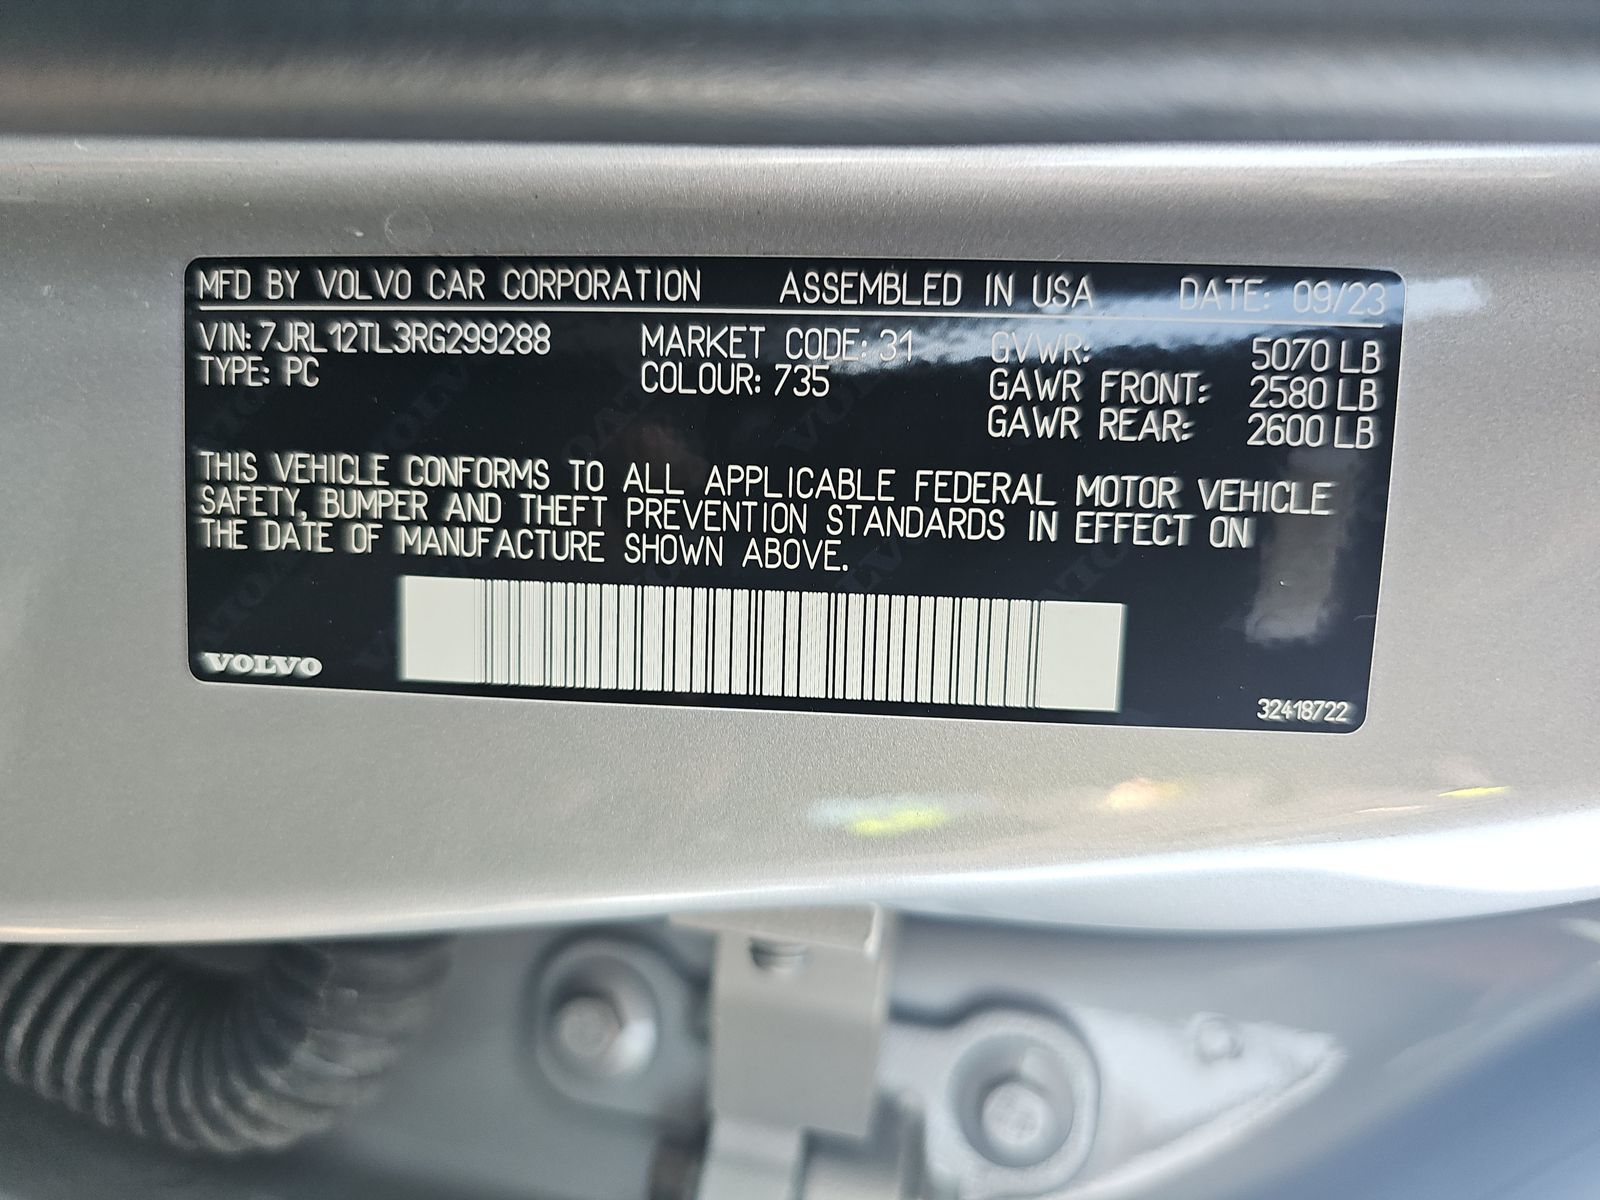 MFD BY VOLVO CAR CORPORATION ASSEMBLED IN USA DATE: 09/23
VIN: 7JRL12TL3RG299288 MARKET CODE: 31 GVWR: 5070 LB
TYPE: PC COLOUR: 735 GAWR FRONT: 2580 LB
GAWR REAR: 2600 LB
THIS VEHICLE CONFORMS TO ALL APPLICABLE FEDERAL MOTOR VEHICLE
SAFETY, BUMPER AND THEFT PREVENTION STANDARDS IN EFFECT ON
THE DATE OF MANUFACTURE SHOWN ABOVE.
VOLVO
32418722